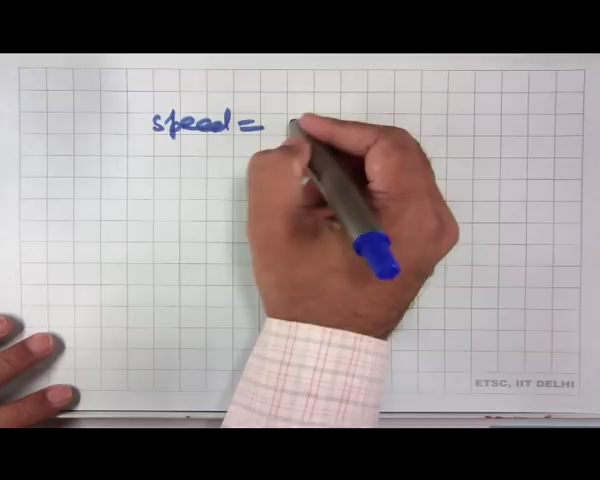 speed =
ETSC, IIT DELHI